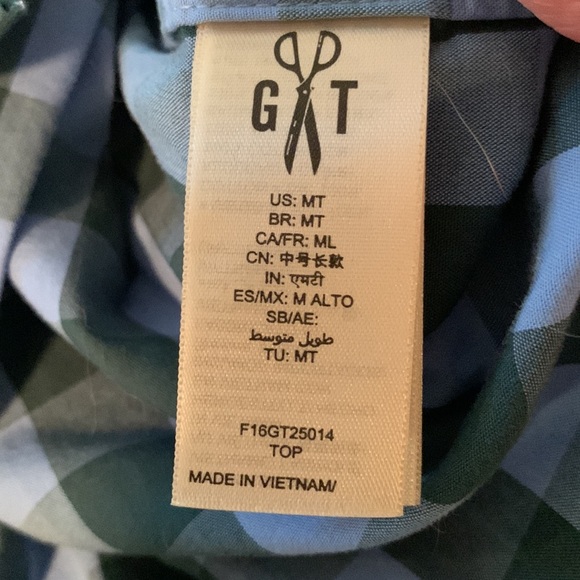 G T
US: MT
BR: MT
CA/FR: ML
CN: 中号长款
IN: एमटी
ES/MX: M ALTO
SB/AE:
طويل متوسط
TU: MT
F16GT25014
TOP
MADE IN VIETNAM/